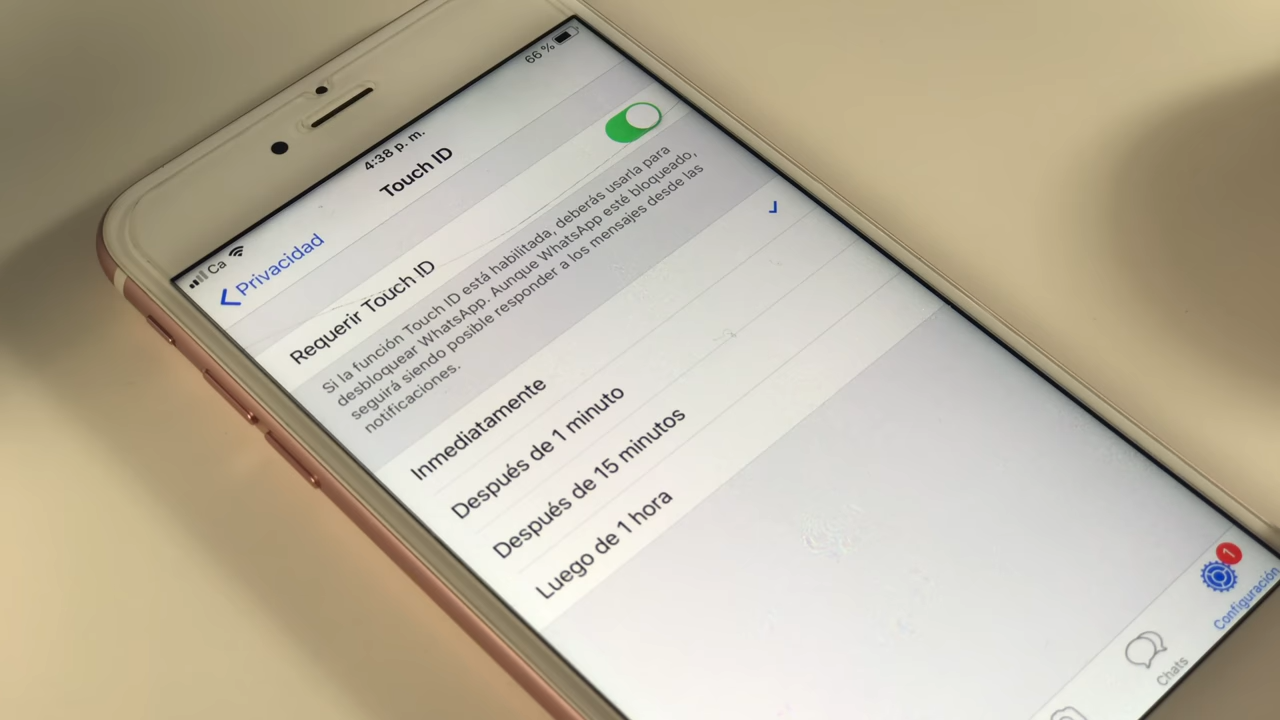 Ca 4:38 p. m. 66 %
Privacidad Touch ID
Requerir Touch ID
Si la función Touch ID está habilitada, deberás usarla para
desbloquear WhatsApp. Aunque WhatsApp esté bloqueado,
seguirá siendo posible responder a los mensajes desde las
notificaciones.
Inmediatamente
Después de 1 minuto
Después de 15 minutos
Luego de 1 hora
Chats
1
Configuración